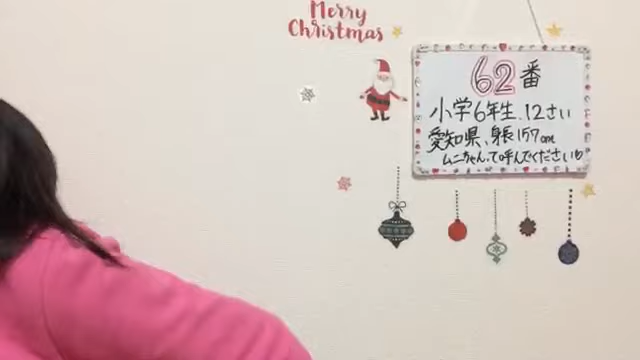 Merry
Christmas
62番
小学6年生、12さい
愛知県、身長157cm
ムニちゃんって呼んでください♡